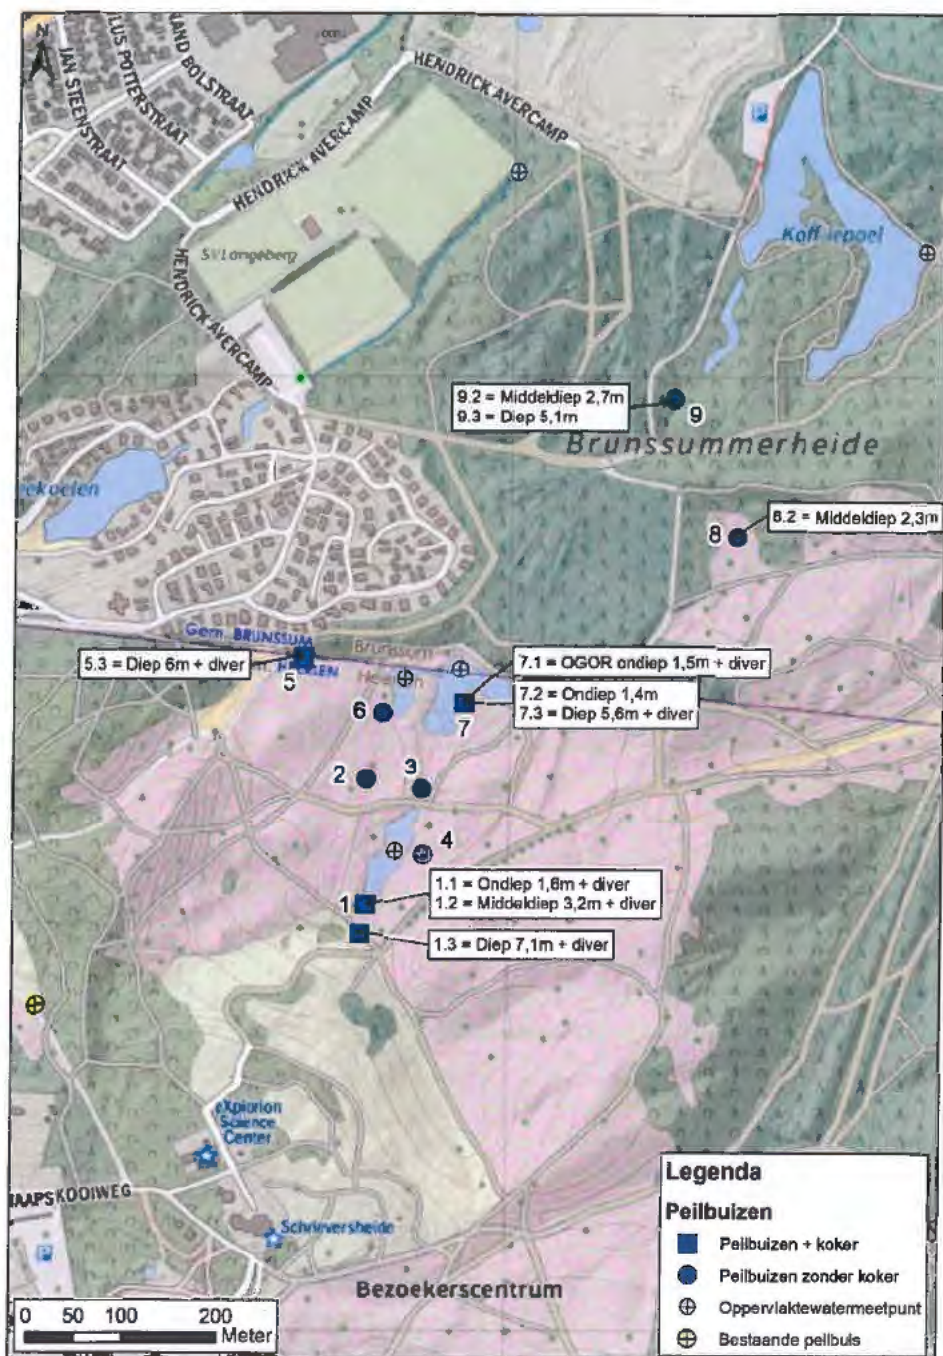 N
JAN STEENSTRAAT
POTTERSTRAAT
BOLSTRAAT
HENDRICK AVERCAMP
HENDRICK AVERCAMP
HENDRICK AVERCAMP
P
SV Langeberg
9.2 = Middeldiep 2,7m
9.3 = Diep 5,1m
9
Brunssummerheide
8
8.2 = Middeldiep 2,3m
Gem. BRUNSSUM
Brunssum
5.3 = Diep 6m + diver
5
7.1 = OGOR ondiep 1,5m + diver
7.2 = Ondiep 1,4m
7.3 = Diep 5,6m + diver
6
7
2
3
4
1
1.1 = Ondiep 1,6m + diver
1.2 = Middeldiep 3,2m + diver
1.3 = Diep 7,1m + diver
eXplorion
Science
Center
HAAPSKOOIWEG
Schrieversheide
P
Bezoekerscentrum
0 50 100 200
Meter
Legenda
Peilbuizen
Peilbuizen + koker
Peilbuizen zonder koker
Oppervlaktewatermeetpunt
Bestaande peilbuis